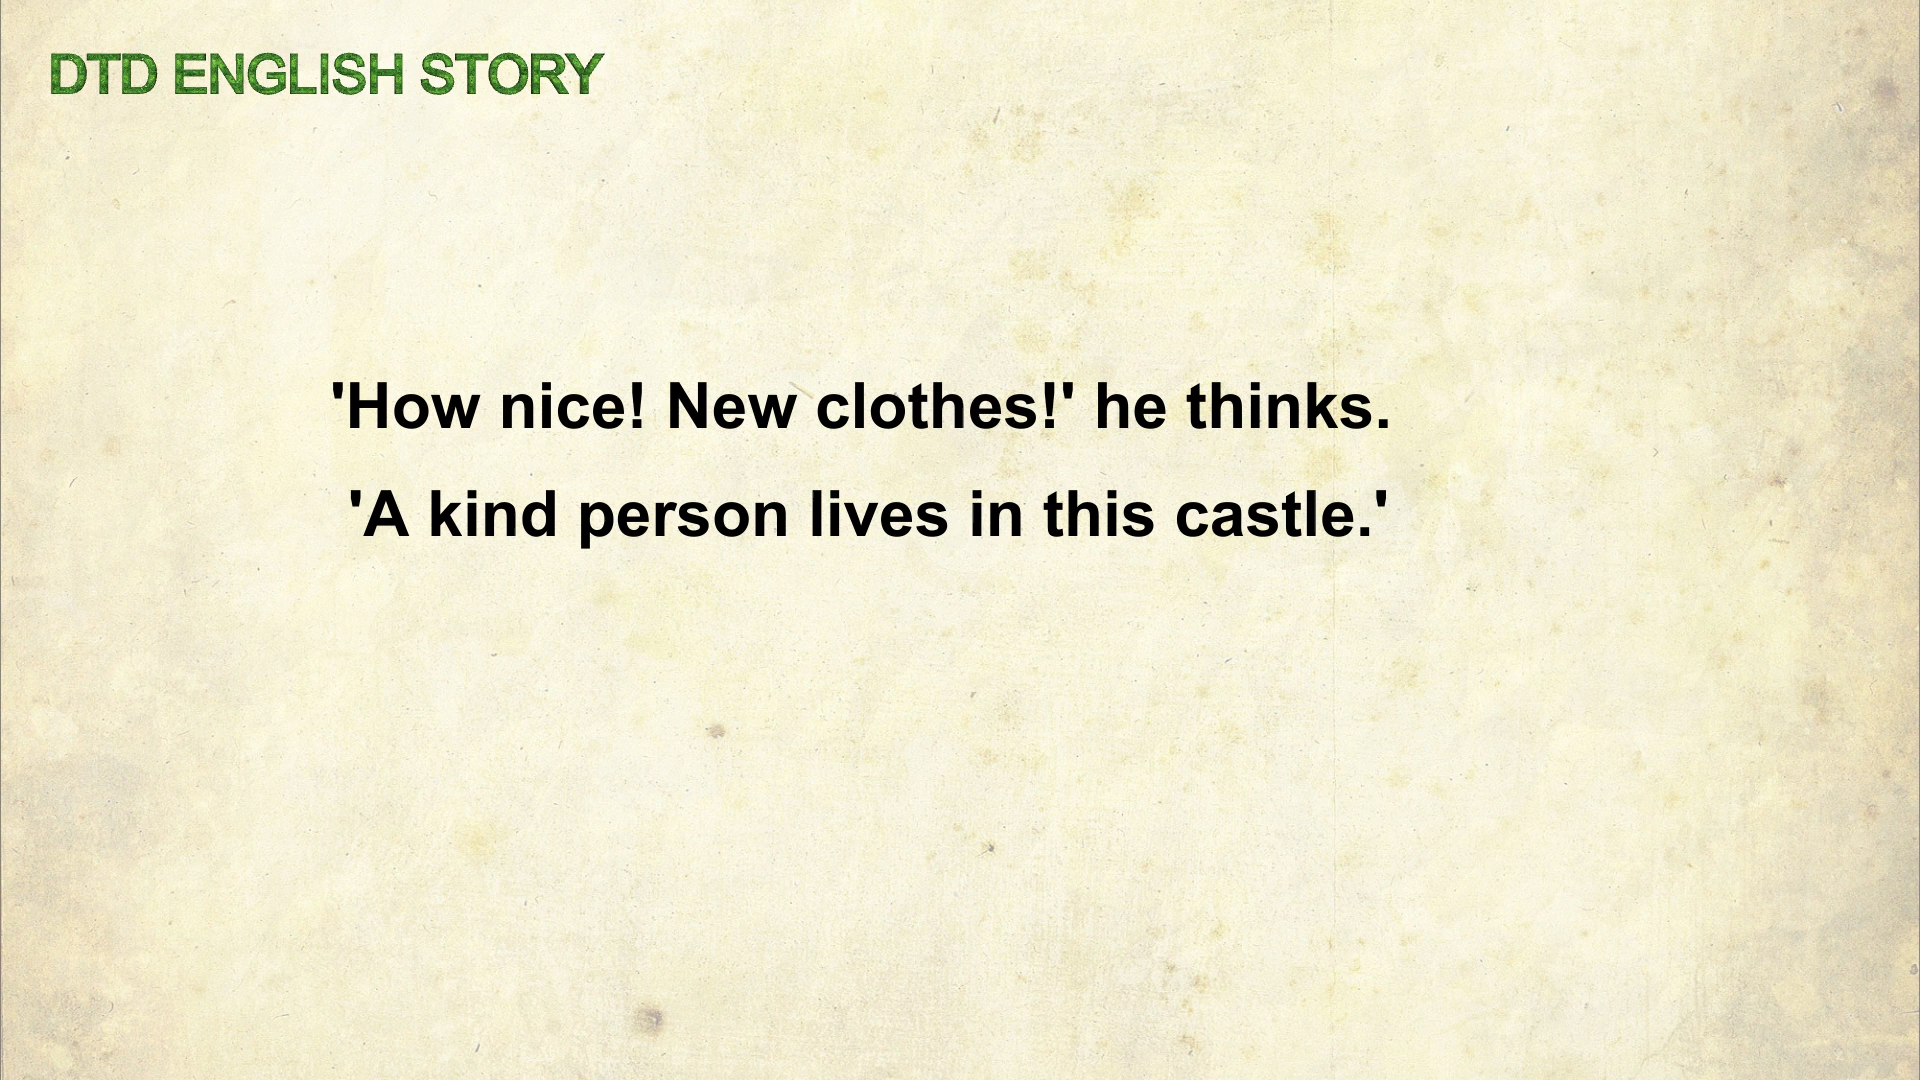 DTD ENGLISH STORY
'How nice! New clothes!' he thinks.
'A kind person lives in this castle.'